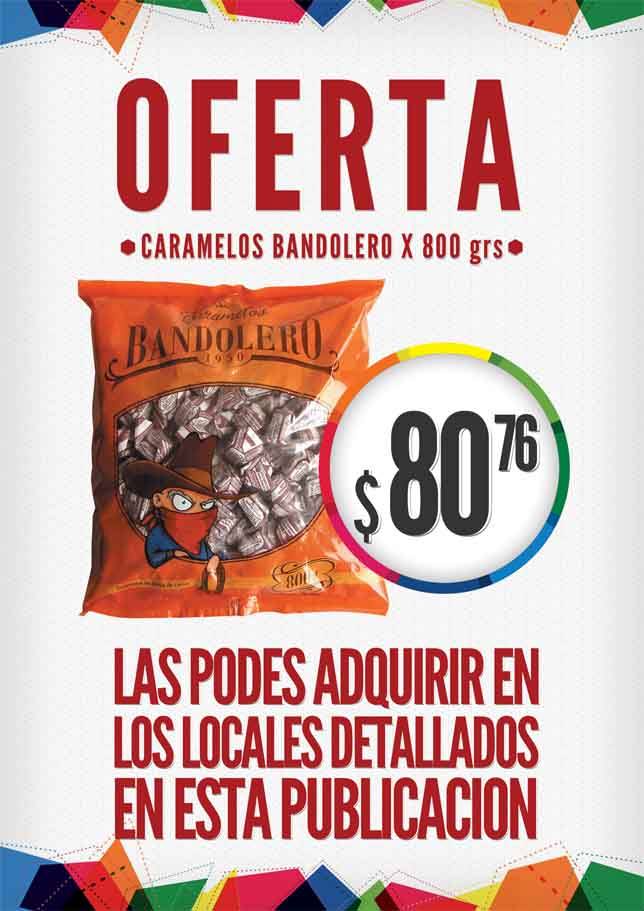 OFERTA
CARAMELOS BANDOLERO X 800 grs
Caramelos
BANDOLERO
1950
$ 80 76
800
LAS PODES ADQUIRIR EN
LOS LOCALES DETALLADOS
EN ESTA PUBLICACION